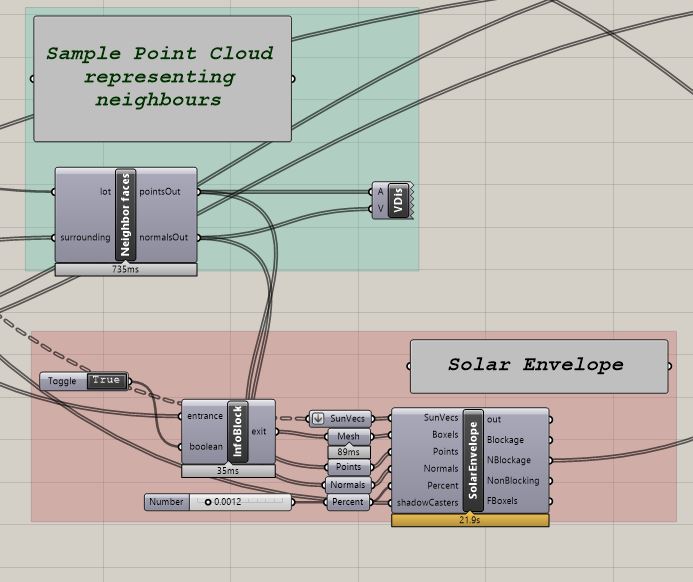 Sample Point Cloud
representing
neighbours
lot
pointsOut
Neighbor faces
surrounding
normalsOut
735ms
A
V
VDis
Solar Envelope
Toggle
True
entrance
boolean
InfoBlock
exit
35ms
SunVecs
Mesh
89ms
Points
Normals
Percent
Number
0.0012
SunVecs
Boxels
Points
Normals
Percent
shadowCasters
SolarEnvelope
out
Blockage
NBlockage
NonBlocking
FBoxels
21.9s